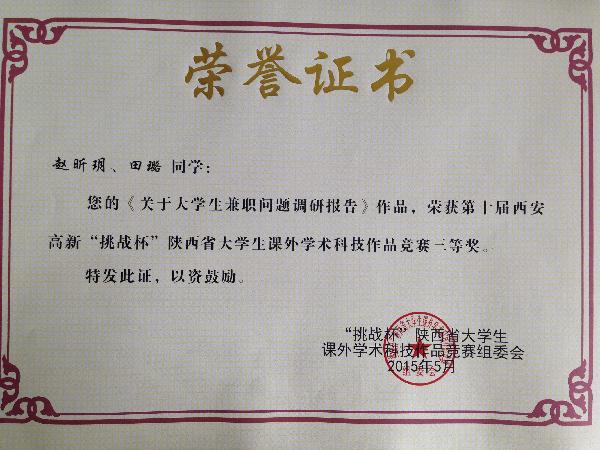 荣誉证书
赵昕玥、田璐 同学：
您的《关于大学生兼职问题调研报告》作品，荣获第十届西安
高新“挑战杯”陕西省大学生课外学术科技作品竞赛三等奖。
特发此证，以资鼓励。
“挑战杯”陕西省大学生
课外学术科技作品竞赛组委会
2015年5月
组委会